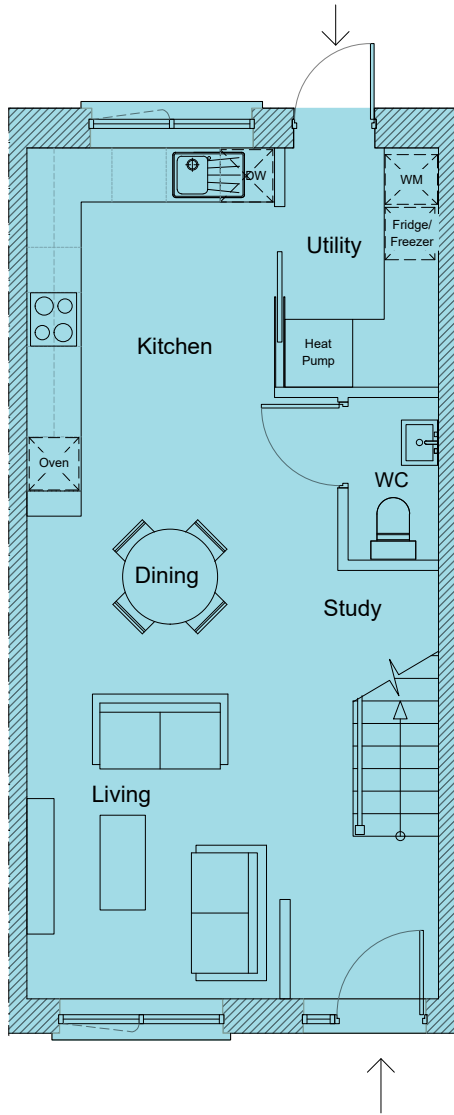 DW
WM
Fridge/
Freezer
Utility
Kitchen
Heat
Pump
Oven
WC
Dining
Study
Living